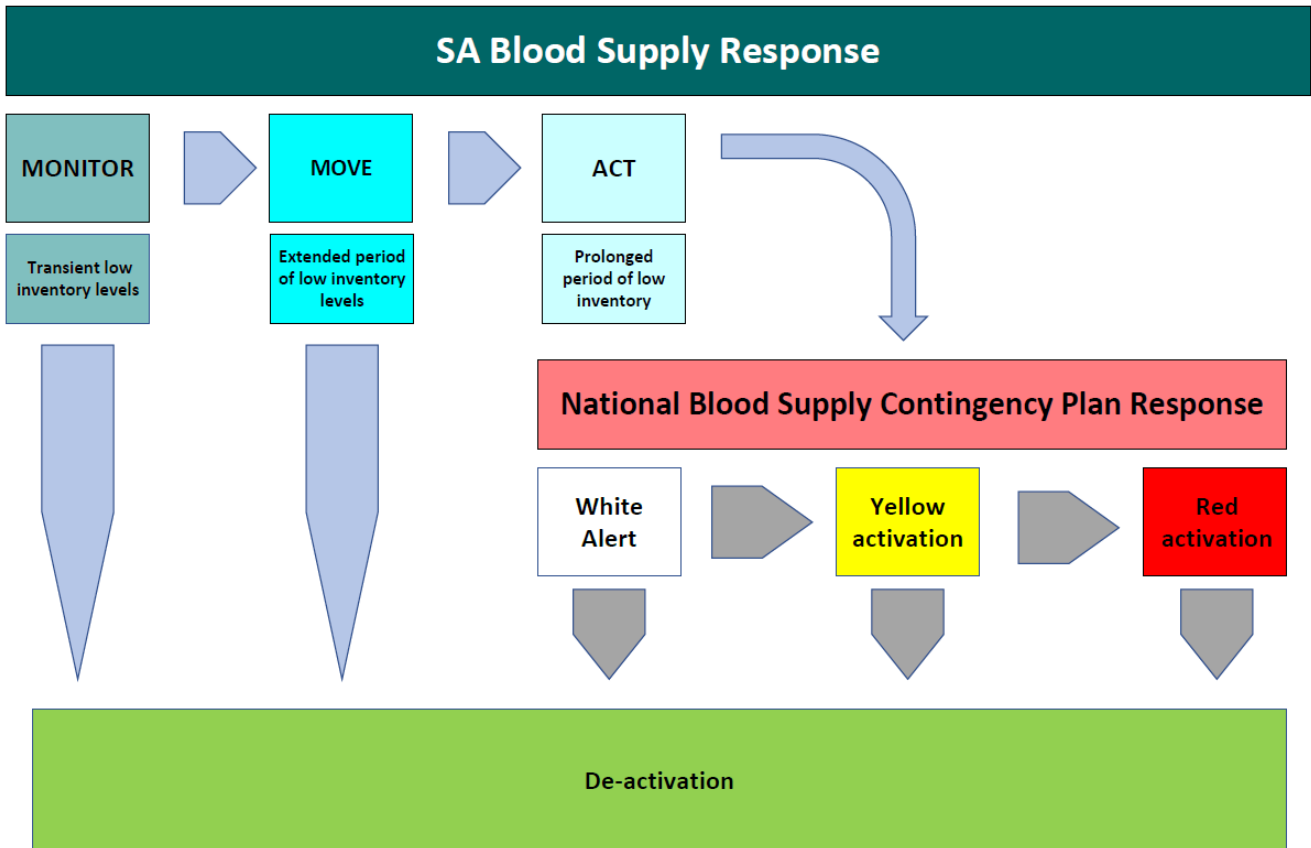 SA Blood Supply Response
MONITOR
MOVE
ACT
Transient low
inventory levels
Extended period
of low inventory
levels
Prolonged
period of low
inventory
National Blood Supply Contingency Plan Response
White
Alert
Yellow
activation
Red
activation
De-activation